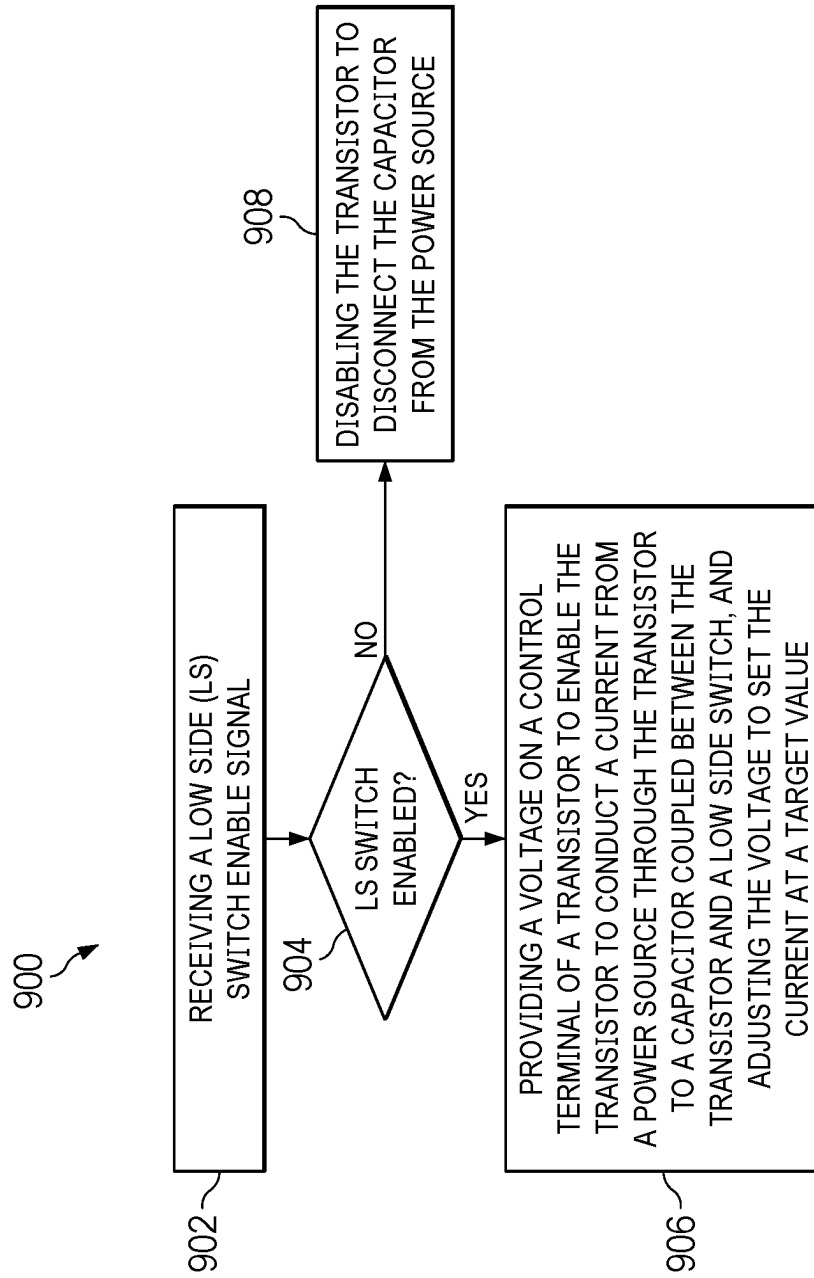 900
902
RECEIVING A LOW SIDE (LS)
SWITCH ENABLE SIGNAL
904
LS SWITCH
ENABLED?
NO
YES
908
DISABLING THE TRANSISTOR TO
DISCONNECT THE CAPACITOR
FROM THE POWER SOURCE
906
PROVIDING A VOLTAGE ON A CONTROL
TERMINAL OF A TRANSISTOR TO ENABLE THE
TRANSISTOR TO CONDUCT A CURRENT FROM
A POWER SOURCE THROUGH THE TRANSISTOR
TO A CAPACITOR COUPLED BETWEEN THE
TRANSISTOR AND A LOW SIDE SWITCH, AND
ADJUSTING THE VOLTAGE TO SET THE
CURRENT AT A TARGET VALUE